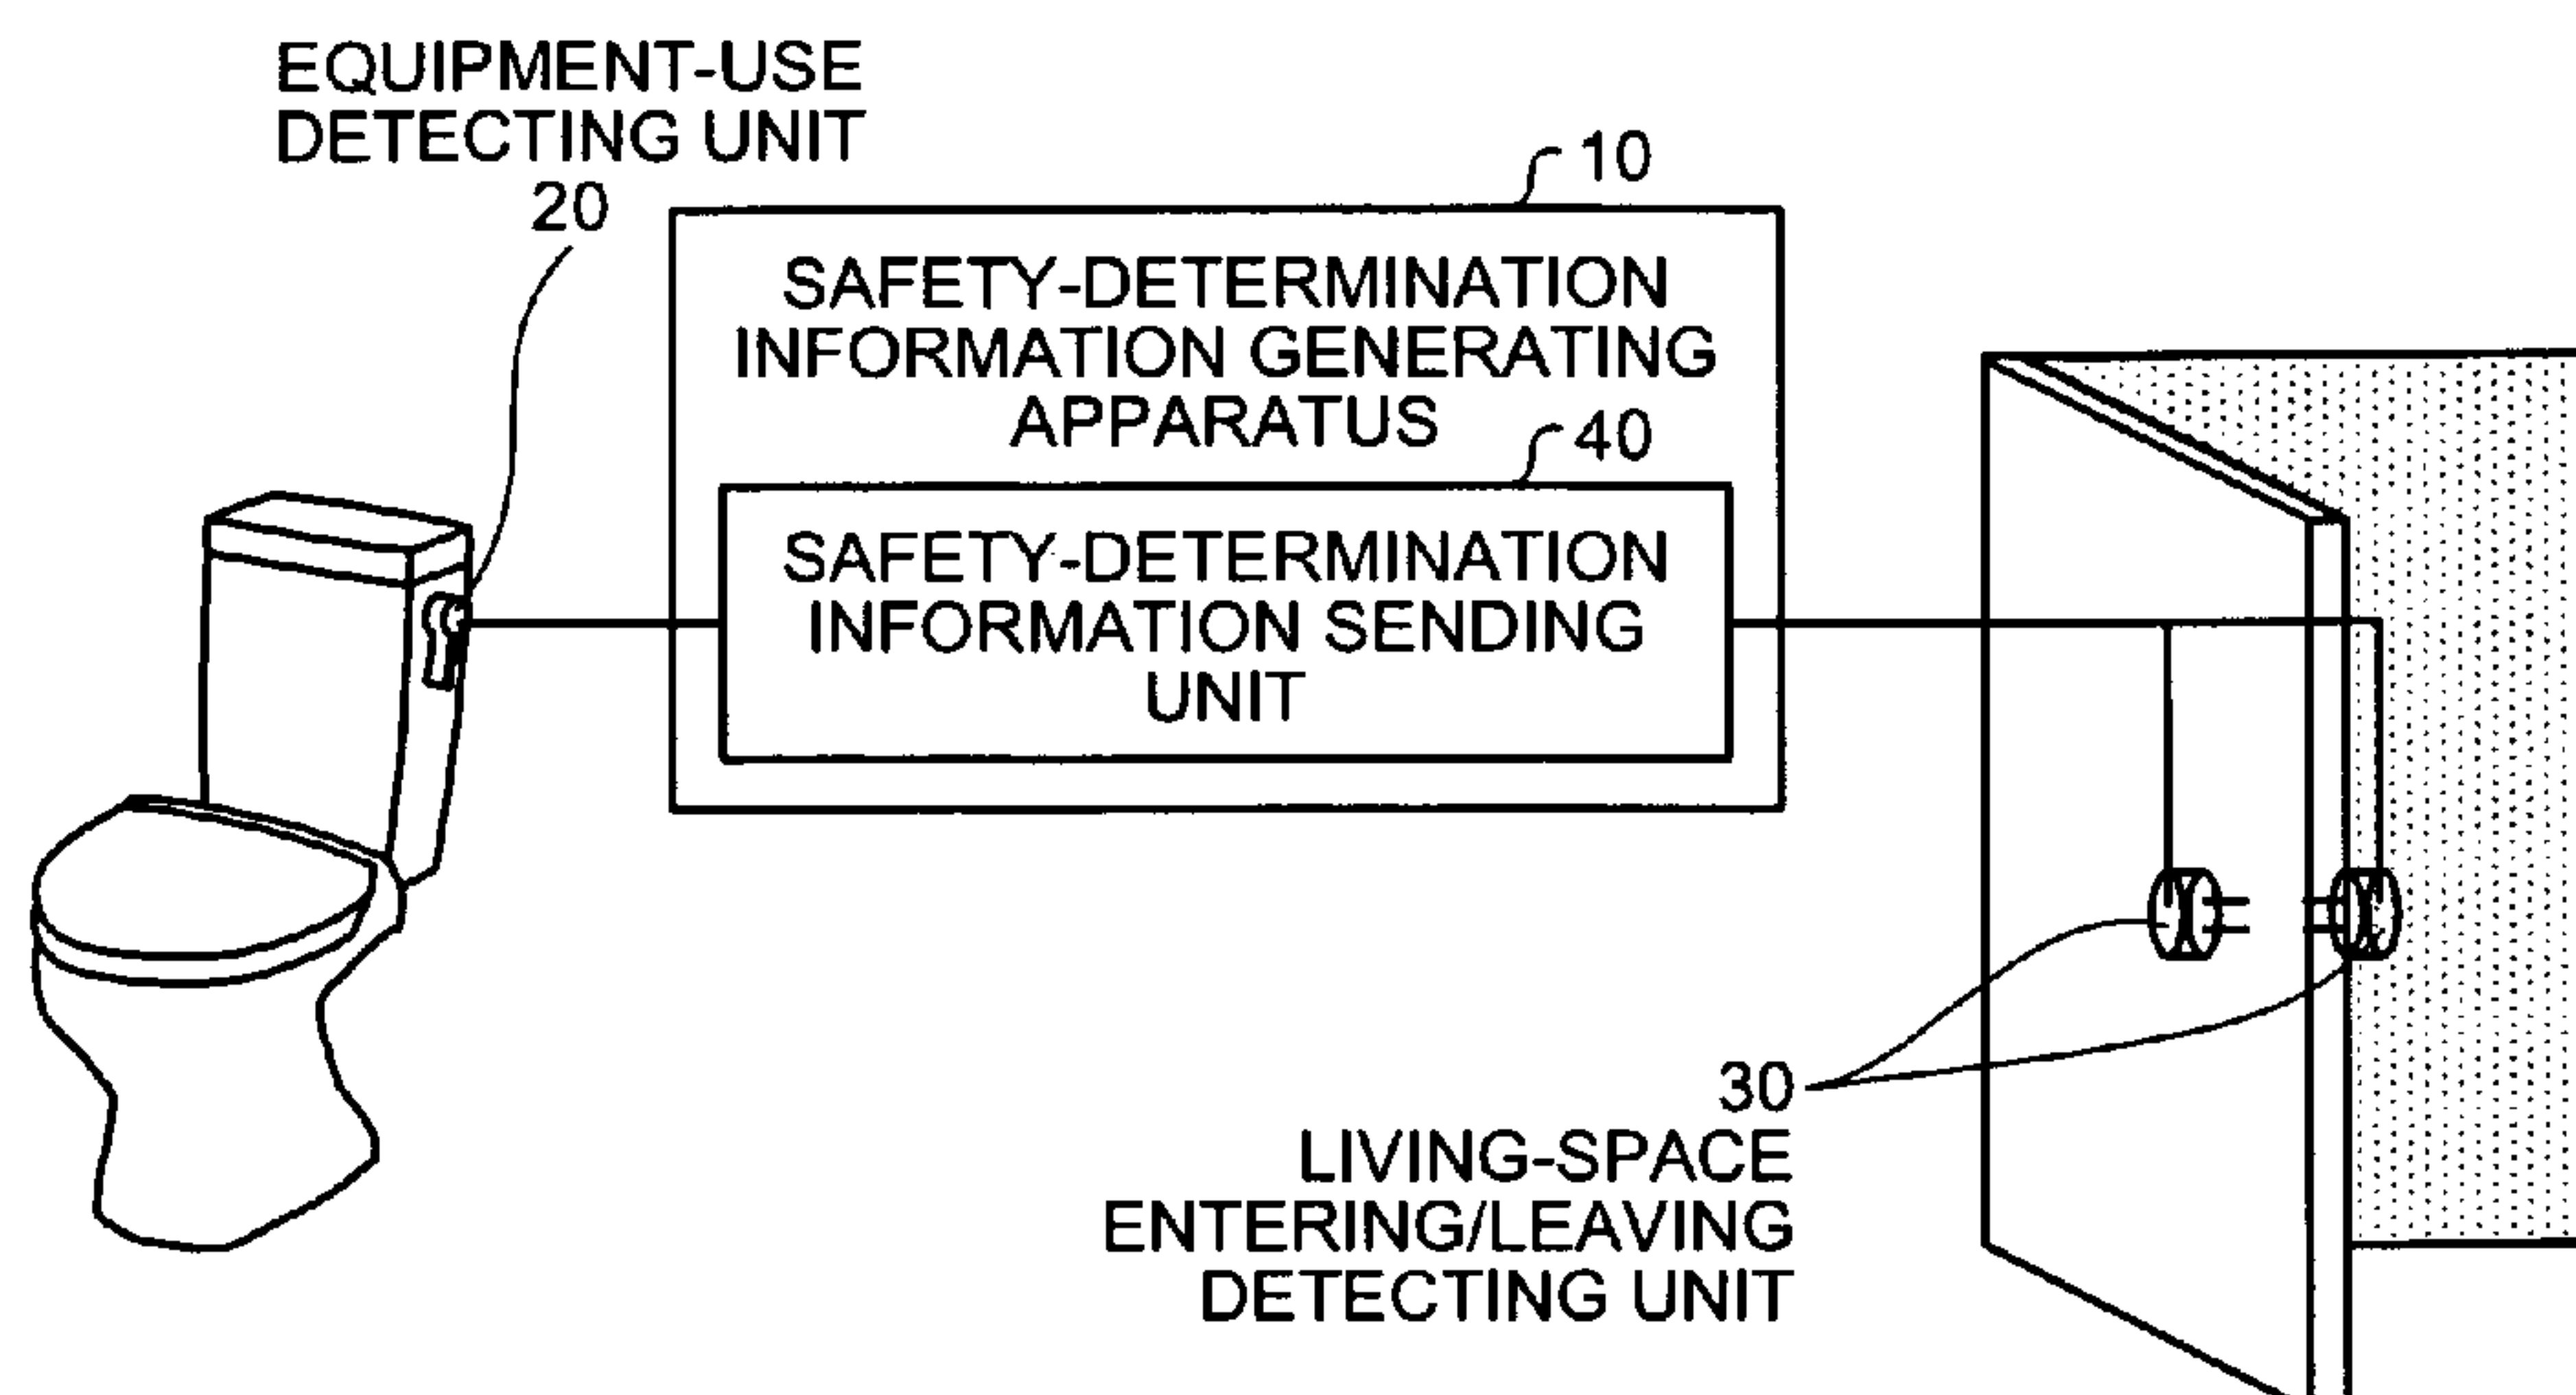 EQUIPMENT-USE
DETECTING UNIT
20
10
SAFETY-DETERMINATION
INFORMATION GENERATING
APPARATUS
40
SAFETY-DETERMINATION
INFORMATION SENDING
UNIT
30
LIVING-SPACE
ENTERING/LEAVING
DETECTING UNIT